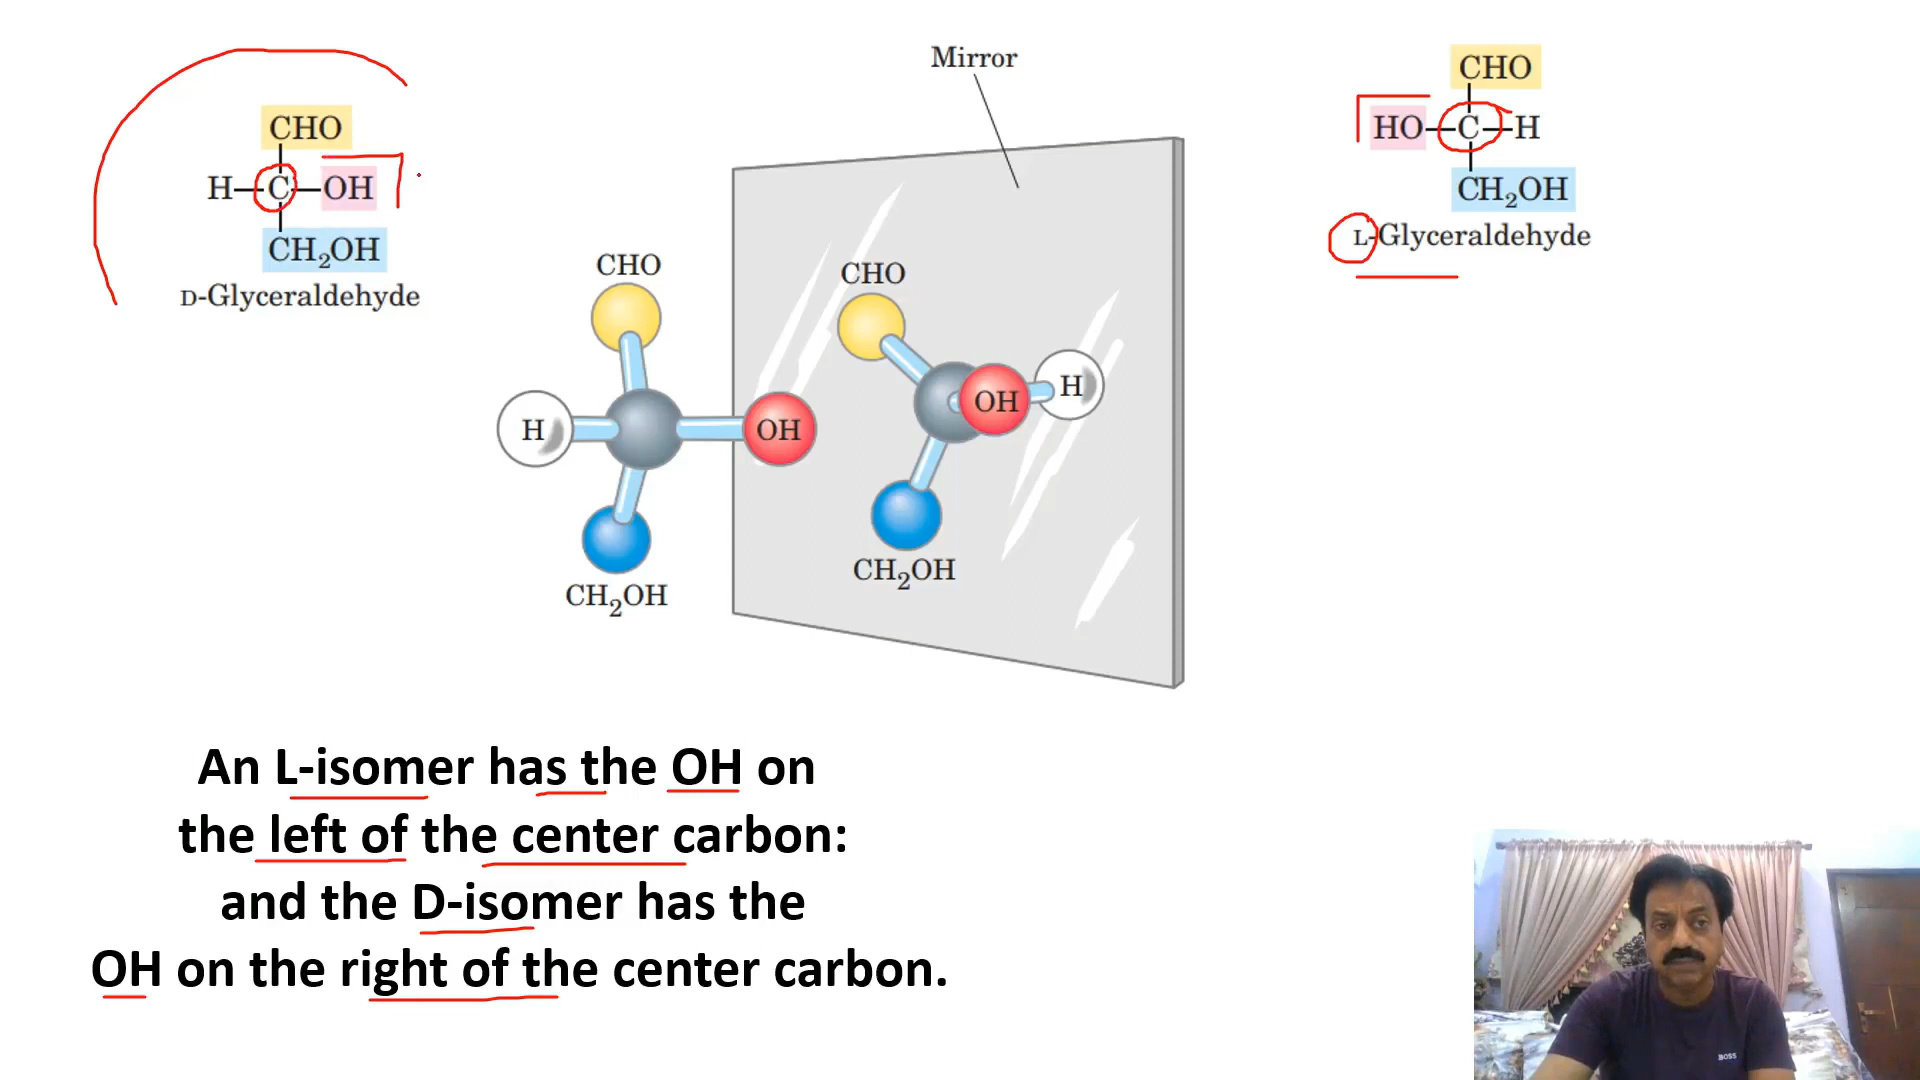 Mirror
CHO
H—C—OH
CH₂OH
D-Glyceraldehyde
CHO
HO—C—H
CH₂OH
L-Glyceraldehyde
CHO
H
OH
CH₂OH
CHO
OH
H
CH₂OH
An L-isomer has the OH on
the left of the center carbon:
and the D-isomer has the
OH on the right of the center carbon.
BOSS